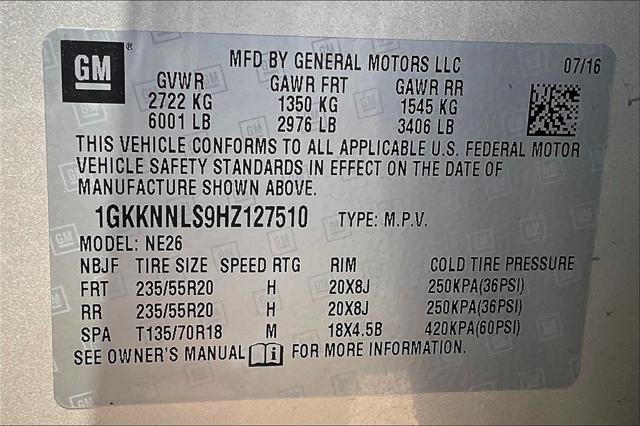 GM ® MFD BY GENERAL MOTORS LLC 07/16
GVWR GAWR FRT GAWR RR
2722 KG 1350 KG 1545 KG
6001 LB 2976 LB 3406 LB
THIS VEHICLE CONFORMS TO ALL APPLICABLE U.S. FEDERAL MOTOR
VEHICLE SAFETY STANDARDS IN EFFECT ON THE DATE OF
MANUFACTURE SHOWN ABOVE.
1GKKNNLS9HZ127510 TYPE: M.P.V.
MODEL: NE26
NBJF TIRE SIZE SPEED RTG RIM COLD TIRE PRESSURE
FRT 235/55R20 H 20X8J 250KPA(36PSI)
RR 235/55R20 H 20X8J 250KPA(36PSI)
SPA T135/70R18 M 18X4.5B 420KPA(60PSI)
SEE OWNER'S MANUAL FOR MORE INFORMATION.